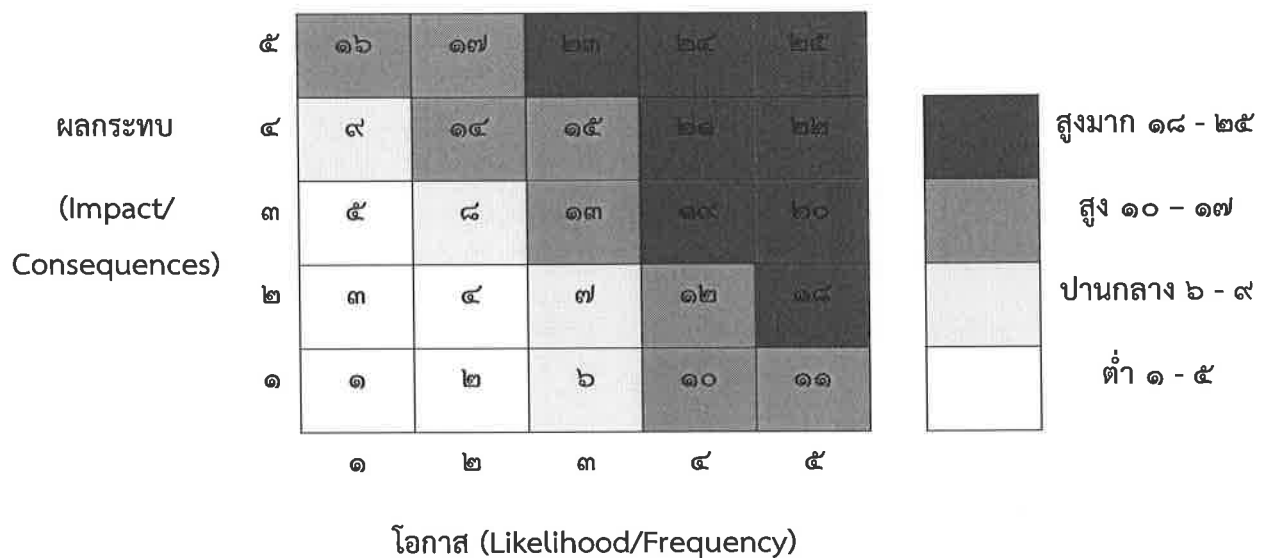 ๕ ๑๖ ๑๗ ๒๓ ๒๔ ๒๕
ผลกระทบ ๔ ๙ ๑๔ ๑๕ ๒๑ ๒๒ สูงมาก ๑๘ - ๒๕
(Impact/ ๓ ๕ ๘ ๑๓ ๑๙ ๒๐ สูง ๑๐ – ๑๗
Consequences)
๒ ๓ ๔ ๗ ๑๒ ๑๘ ปานกลาง ๖ - ๙
๑ ๑ ๒ ๖ ๑๐ ๑๑ ต่ำ ๑ - ๕
๑ ๒ ๓ ๔ ๕
โอกาส (Likelihood/Frequency)